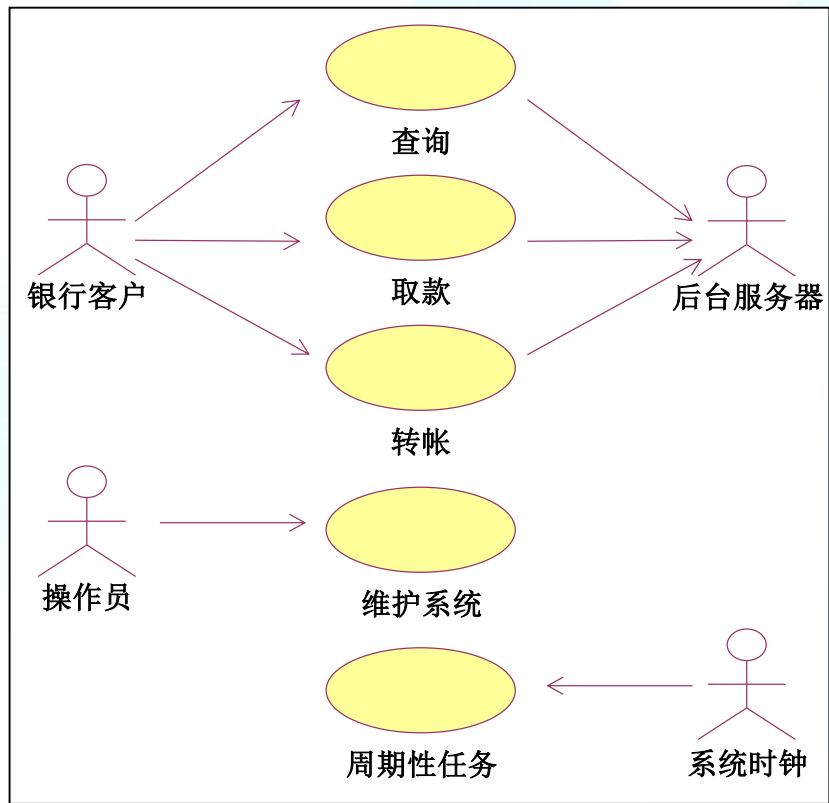 查询
银行客户
取款
后台服务器
转帐
操作员
维护系统
周期性任务
系统时钟